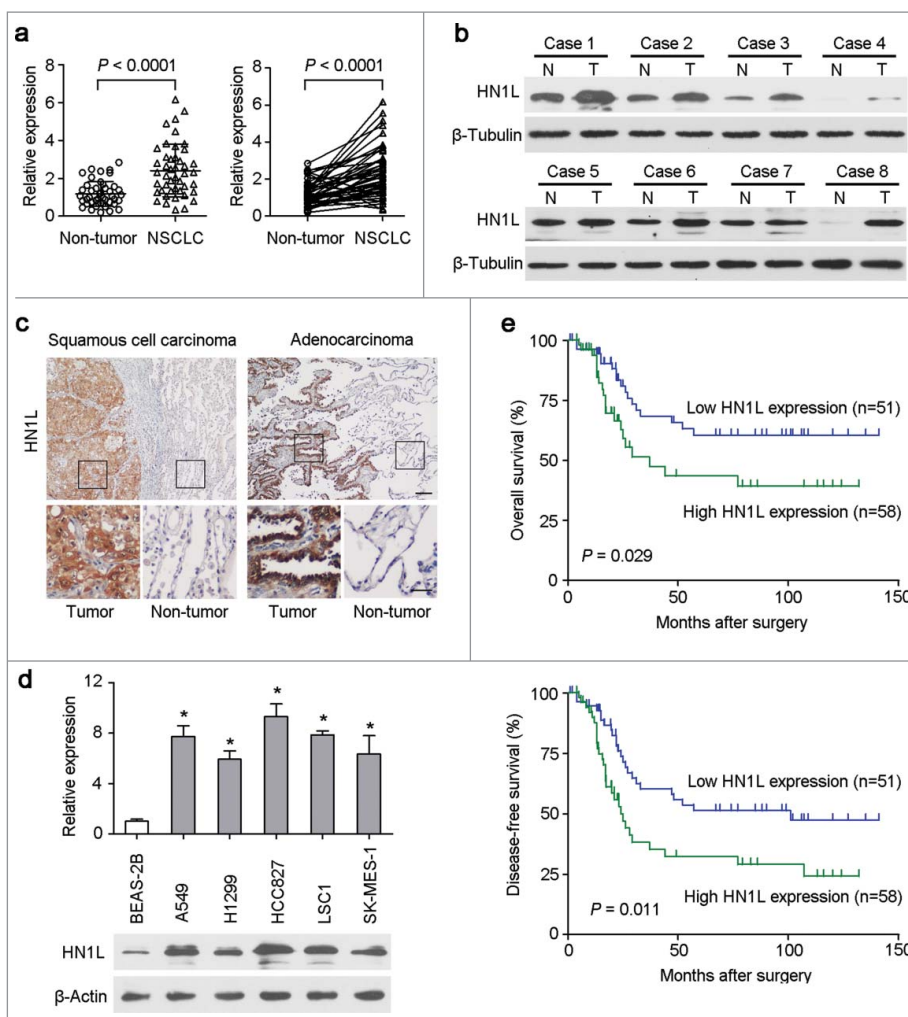 a
P < 0.0001
P < 0.0001
Relative expression
8
6
4
2
0
Non-tumor
NSCLC
Relative expression
8
6
4
2
0
Non-tumor
NSCLC
b
Case 1
Case 2
Case 3
Case 4
N T N T N T N T
HN1L
β-Tubulin
Case 5
Case 6
Case 7
Case 8
N T N T N T N T
HN1L
β-Tubulin
c
Squamous cell carcinoma
Adenocarcinoma
HN1L
Tumor
Non-tumor
Tumor
Non-tumor
d
Relative expression
12
8
4
0
*
*
*
*
*
BEAS-2B
A549
H1299
HCC827
LSC1
SK-MES-1
HN1L
β-Actin
e
Overall survival (%)
100
75
50
25
0
Low HN1L expression (n=51)
High HN1L expression (n=58)
P = 0.029
0 50 100 150
Months after surgery
Disease-free survival (%)
100
75
50
25
0
Low HN1L expression (n=51)
High HN1L expression (n=58)
P = 0.011
0 50 100 150
Months after surgery